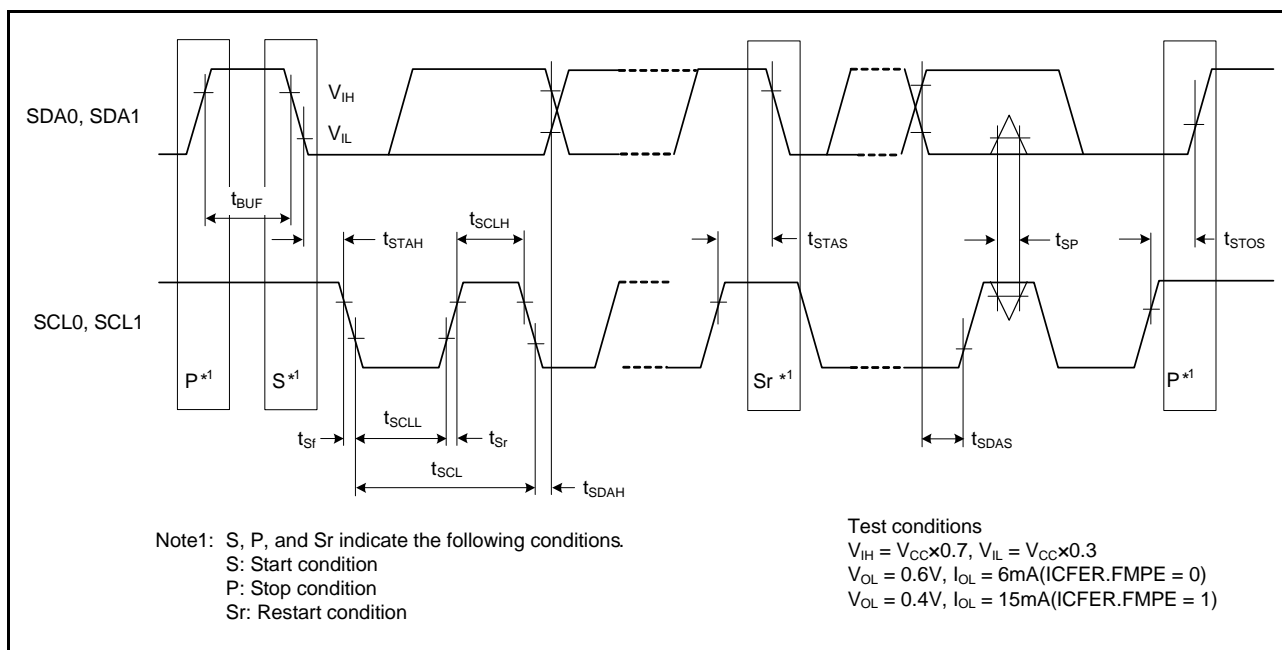 SDA0, SDA1
V_IH
V_IL
t_BUF
t_STAH
t_SCLH
t_STAS
t_SP
t_STOS
SCL0, SCL1
P*1
S*1
Sr*1
P*1
t_Sf
t_SCLL
t_Sr
t_SDAS
t_SCL
t_SDAH
Note1: S, P, and Sr indicate the following conditions.
S: Start condition
P: Stop condition
Sr: Restart condition
Test conditions
V_IH = V_CC×0.7, V_IL = V_CC×0.3
V_OL = 0.6V, I_OL = 6mA(ICFER.FMPE = 0)
V_OL = 0.4V, I_OL = 15mA(ICFER.FMPE = 1)